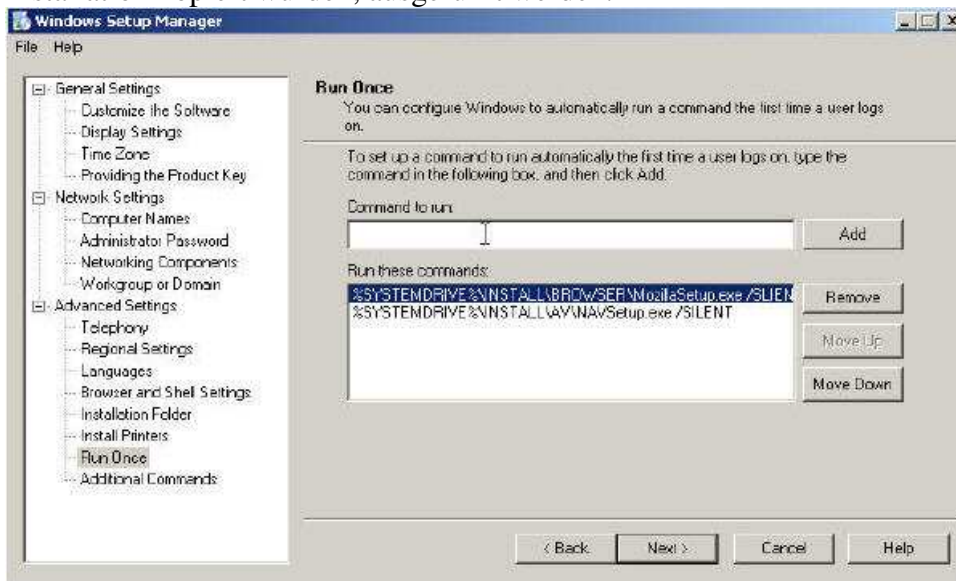 Windows Setup Manager
File Help
General Settings
Customize the Software
Display Settings
Time Zone
Providing the Product Key
Network Settings
Computer Names
Administrator Password
Networking Components
Workgroup or Domain
Advanced Settings
Telephony
Regional Settings
Languages
Browser and Shell Settings
Installation Folder
Install Printers
Run Once
Additional Commands
Run Once
You can configure Windows to automatically run a command the first time a user logs
on.
To set up a command to run automatically the first time a user logs on, type the
command in the following box, and then click Add.
Command to run:
Add
Run these commands:
%SYSTEMDRIVE%\INSTALL\BROWSER\MozillaSetup.exe /SLIEN
%SYSTEMDRIVE%\INSTALL\AV\NAVSetup.exe /SILENT
Remove
Move Up
Move Down
< Back
Next >
Cancel
Help